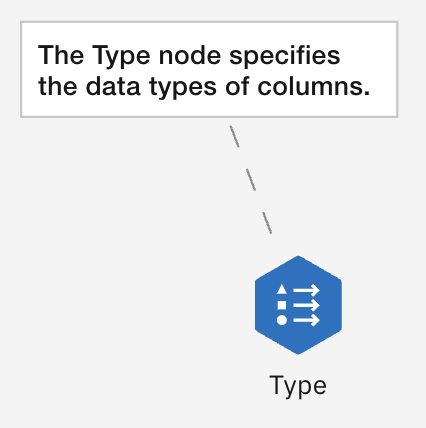 The Type node specifies
the data types of columns.
Type